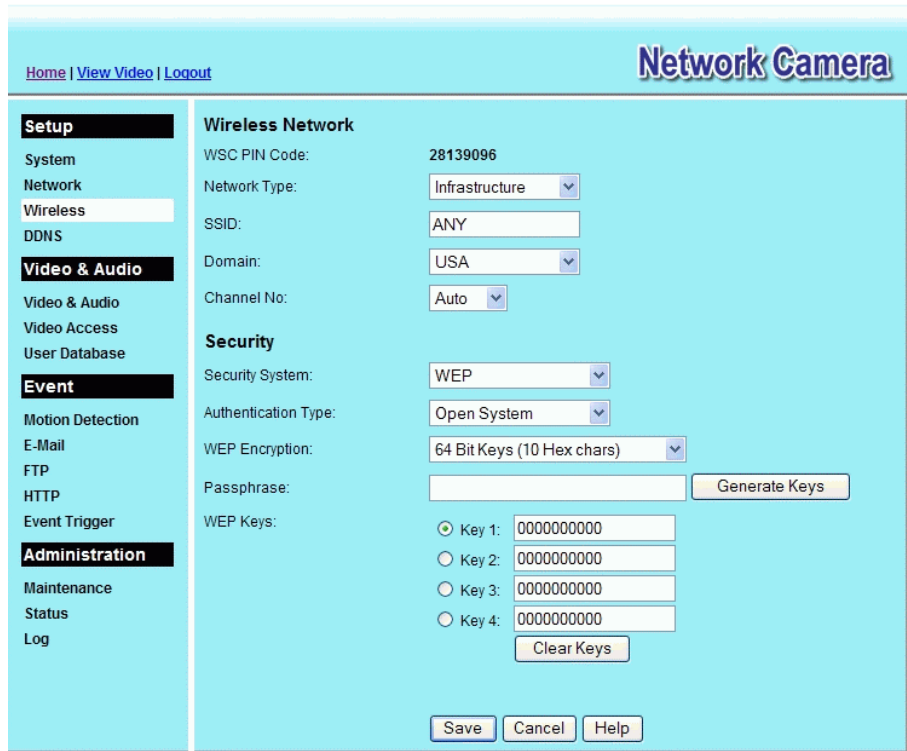 Home | View Video | Logout
Network Camera
Setup
System
Network
Wireless
DDNS
Video & Audio
Video & Audio
Video Access
User Database
Event
Motion Detection
E-Mail
FTP
HTTP
Event Trigger
Administration
Maintenance
Status
Log
Wireless Network
WSC PIN Code: 28139096
Network Type: Infrastructure
SSID: ANY
Domain: USA
Channel No: Auto
Security
Security System: WEP
Authentication Type: Open System
WEP Encryption: 64 Bit Keys (10 Hex chars)
Passphrase: Generate Keys
WEP Keys: Key 1: 0000000000
Key 2: 0000000000
Key 3: 0000000000
Key 4: 0000000000
Clear Keys
Save Cancel Help